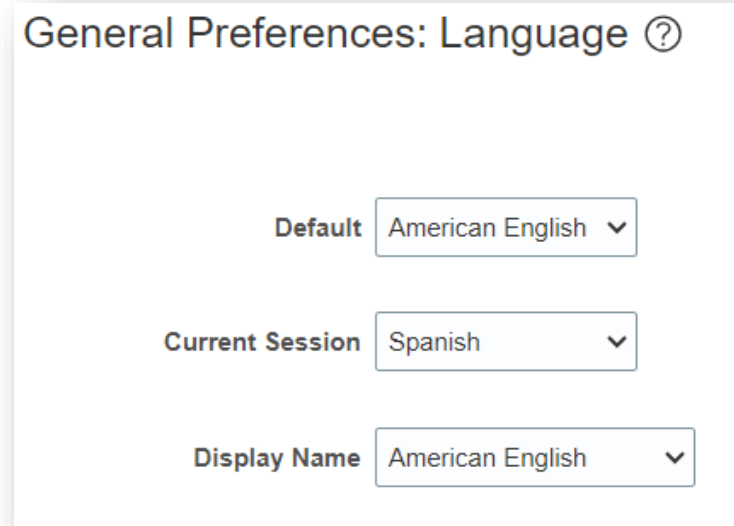 General Preferences: Language ?
Default American English
Current Session Spanish
Display Name American English